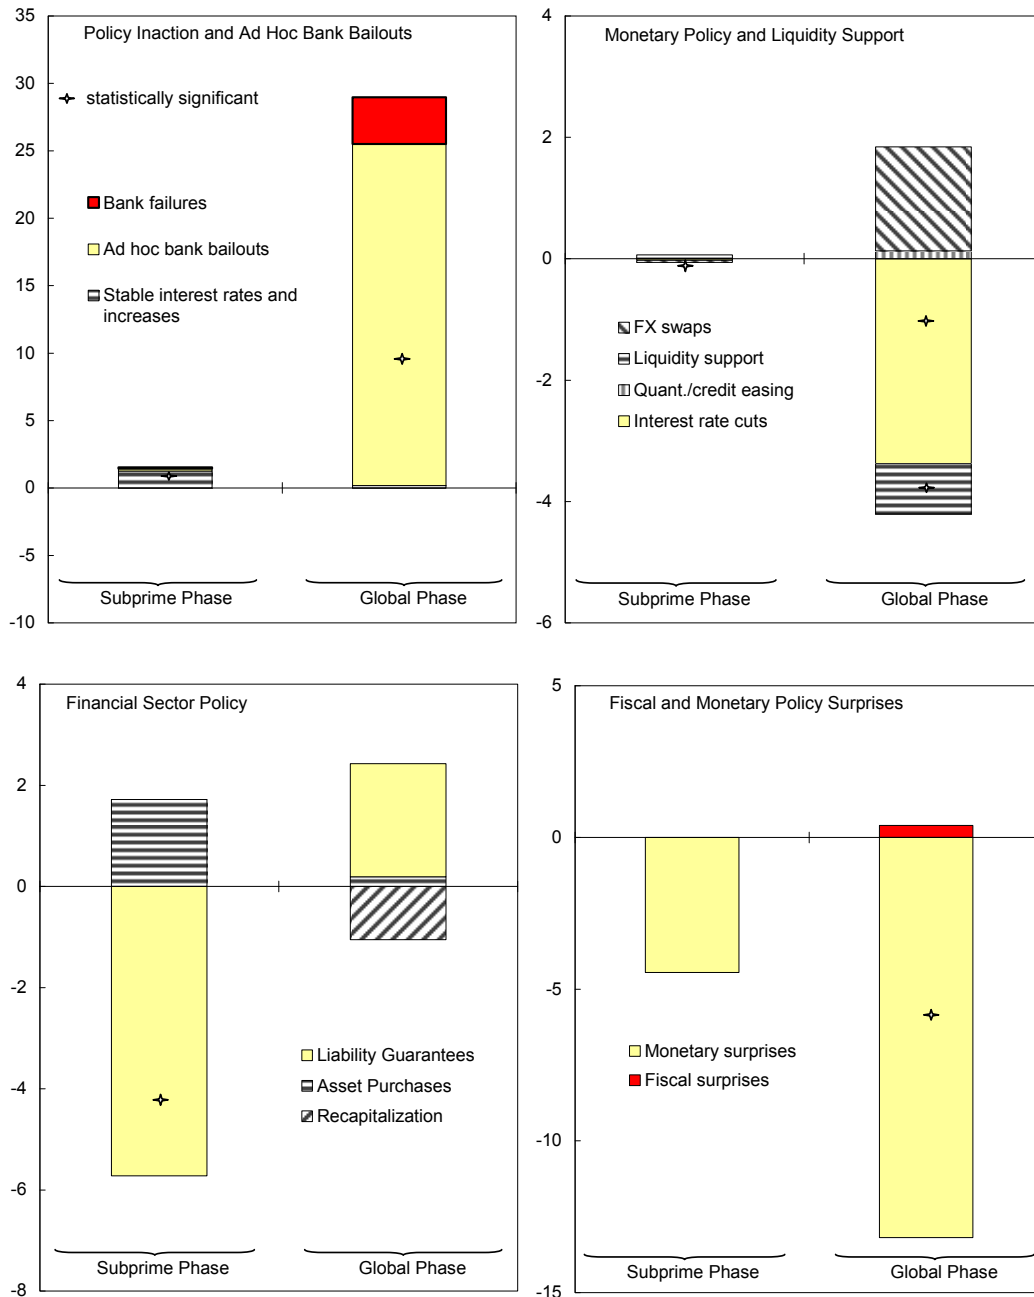 Policy Inaction and Ad Hoc Bank Bailouts
35
30
25
20
15
10
5
0
-5
-10
statistically significant
Bank failures
Ad hoc bank bailouts
Stable interest rates and
increases
Subprime Phase
Global Phase
Monetary Policy and Liquidity Support
4
2
0
-2
-4
-6
FX swaps
Liquidity support
Quant./credit easing
Interest rate cuts
Subprime Phase
Global Phase
Financial Sector Policy
4
2
0
-2
-4
-6
-8
Liability Guarantees
Asset Purchases
Recapitalization
Subprime Phase
Global Phase
Fiscal and Monetary Policy Surprises
5
0
-5
-10
-15
Monetary surprises
Fiscal surprises
Subprime Phase
Global Phase